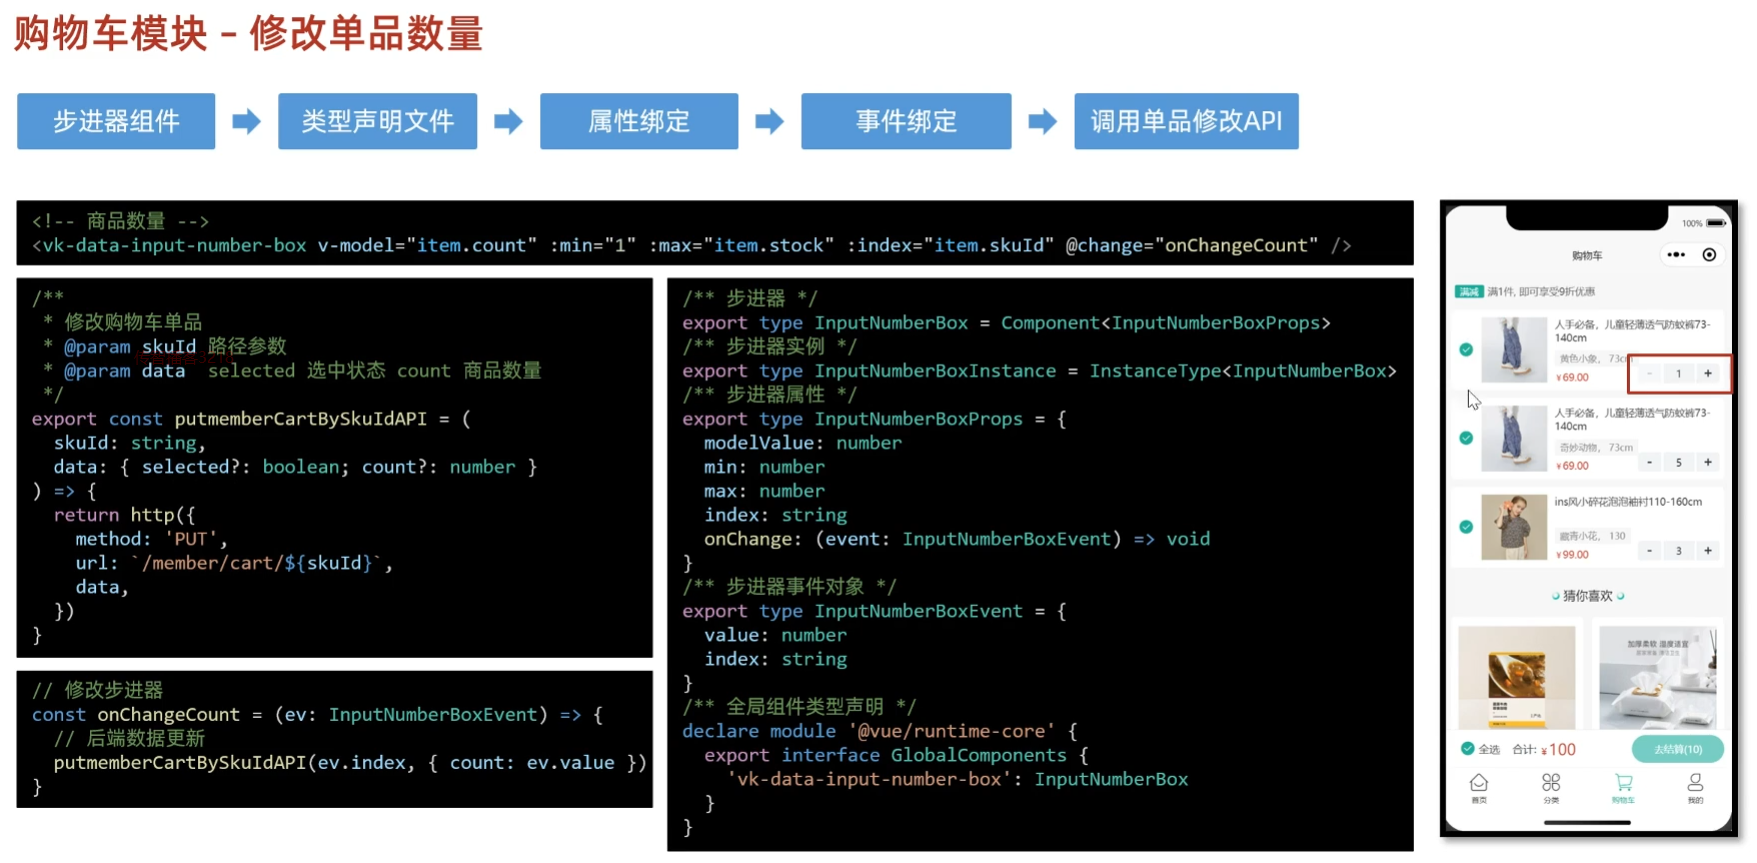 购物车模块 – 修改单品数量
步进器组件
类型声明文件
属性绑定
事件绑定
调用单品修改API
<!-- 商品数量 -->
<vk-data-input-number-box v-model="item.count" :min="1" :max="item.stock" :index="item.skuId" @change="onChangeCount" />
/**
 * 修改购物车单品
 * @param skuId 路径参数
 * @param data  selected 选中状态 count 商品数量
 */
export const putmemberCartBySkuIdAPI = (
  skuId: string,
  data: { selected?: boolean; count?: number }
) => {
  return http({
    method: 'PUT',
    url: `/member/cart/${skuId}`,
    data,
  })
}
// 修改步进器
const onChangeCount = (ev: InputNumberBoxEvent) => {
  // 后端数据更新
  putmemberCartBySkuIdAPI(ev.index, { count: ev.value })
}
/** 步进器 */
export type InputNumberBox = Component<InputNumberBoxProps>
/** 步进器实例 */
export type InputNumberBoxInstance = InstanceType<InputNumberBox>
/** 步进器属性 */
export type InputNumberBoxProps = {
  modelValue: number
  min: number
  max: number
  index: string
  onChange: (event: InputNumberBoxEvent) => void
}
/** 步进器事件对象 */
export type InputNumberBoxEvent = {
  value: number
  index: string
}
/** 全局组件类型声明 */
declare module '@vue/runtime-core' {
  export interface GlobalComponents {
    'vk-data-input-number-box': InputNumberBox
  }
}
100%
购物车
满减 满1件, 即可享受9折优惠
人手必备，儿童轻薄透气防蚊裤73-
140cm
黄色小象， 73cm
¥69.00
- 1 +
人手必备，儿童轻薄透气防蚊裤73-
140cm
奇妙动物， 73cm
¥69.00
- 5 +
ins风小碎花泡泡袖衬110-160cm
藏青小花， 130
¥99.00
- 3 +
猜你喜欢
加厚柔软 湿度适宜
全选 合计: ¥100
去结算(10)
首页
分类
购物车
我的